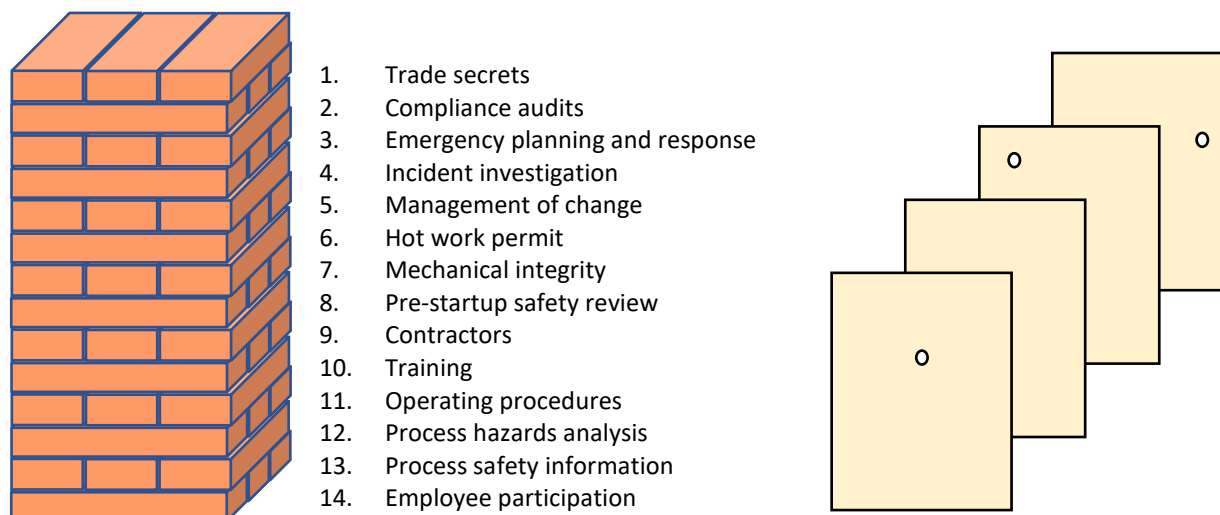 1. Trade secrets
2. Compliance audits
3. Emergency planning and response
4. Incident investigation
5. Management of change
6. Hot work permit
7. Mechanical integrity
8. Pre-startup safety review
9. Contractors
10. Training
11. Operating procedures
12. Process hazards analysis
13. Process safety information
14. Employee participation